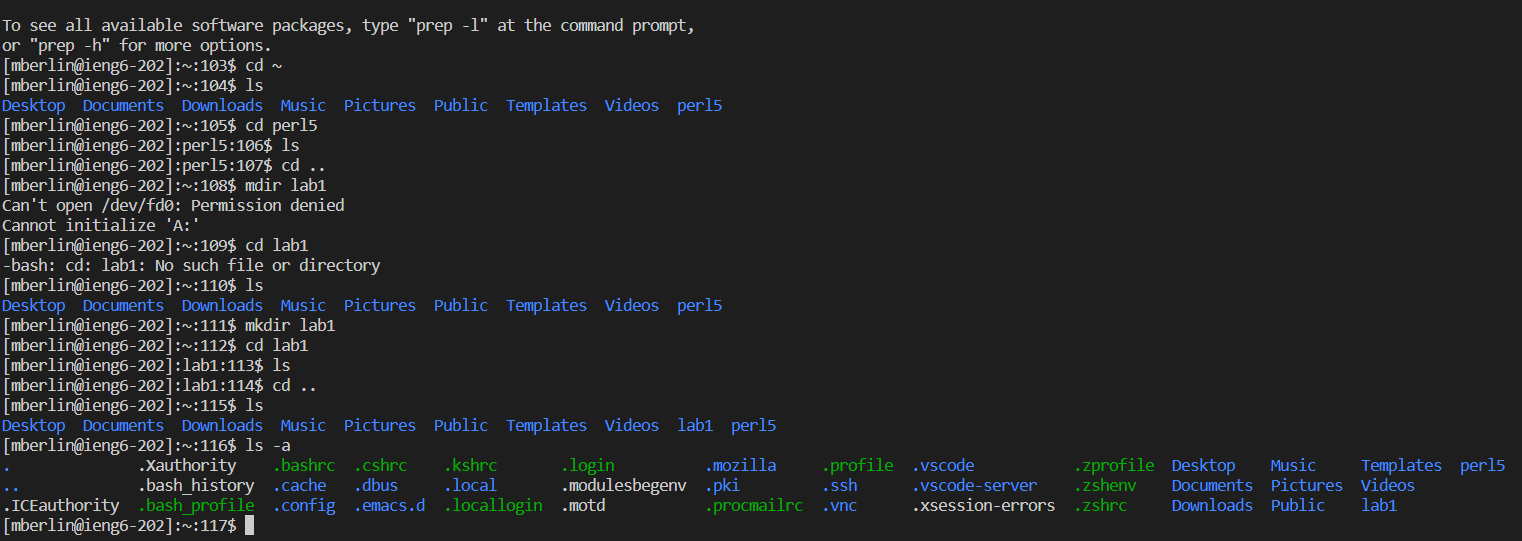 To see all available software packages, type "prep -l" at the command prompt,
or "prep -h" for more options.
[mberlin@ieng6-202]:~:103$ cd ~
[mberlin@ieng6-202]:~:104$ ls
Desktop  Documents  Downloads  Music  Pictures  Public  Templates  Videos  perl5
[mberlin@ieng6-202]:~:105$ cd perl5
[mberlin@ieng6-202]:perl5:106$ ls
[mberlin@ieng6-202]:perl5:107$ cd ..
[mberlin@ieng6-202]:~:108$ mdir lab1
Can't open /dev/fd0: Permission denied
Cannot initialize 'A:'
[mberlin@ieng6-202]:~:109$ cd lab1
-bash: cd: lab1: No such file or directory
[mberlin@ieng6-202]:~:110$ ls
Desktop  Documents  Downloads  Music  Pictures  Public  Templates  Videos  perl5
[mberlin@ieng6-202]:~:111$ mkdir lab1
[mberlin@ieng6-202]:~:112$ cd lab1
[mberlin@ieng6-202]:lab1:113$ ls
[mberlin@ieng6-202]:lab1:114$ cd ..
[mberlin@ieng6-202]:~:115$ ls
Desktop  Documents  Downloads  Music  Pictures  Public  Templates  Videos  lab1  perl5
[mberlin@ieng6-202]:~:116$ ls -a
.              .Xauthority    .bashrc  .cshrc    .kshrc       .login            .mozilla     .profile  .vscode          .zprofile  Desktop    Music     Templates  perl5
..             .bash_history  .cache   .dbus     .local       .modulesbegenv  .pki         .ssh      .vscode-server   .zshenv    Documents  Pictures  Videos
.ICEauthority  .bash_profile  .config  .emacs.d  .locallogin  .motd             .procmailrc  .vnc      .xsession-errors  .zshrc     Downloads  Public    lab1
[mberlin@ieng6-202]:~:117$